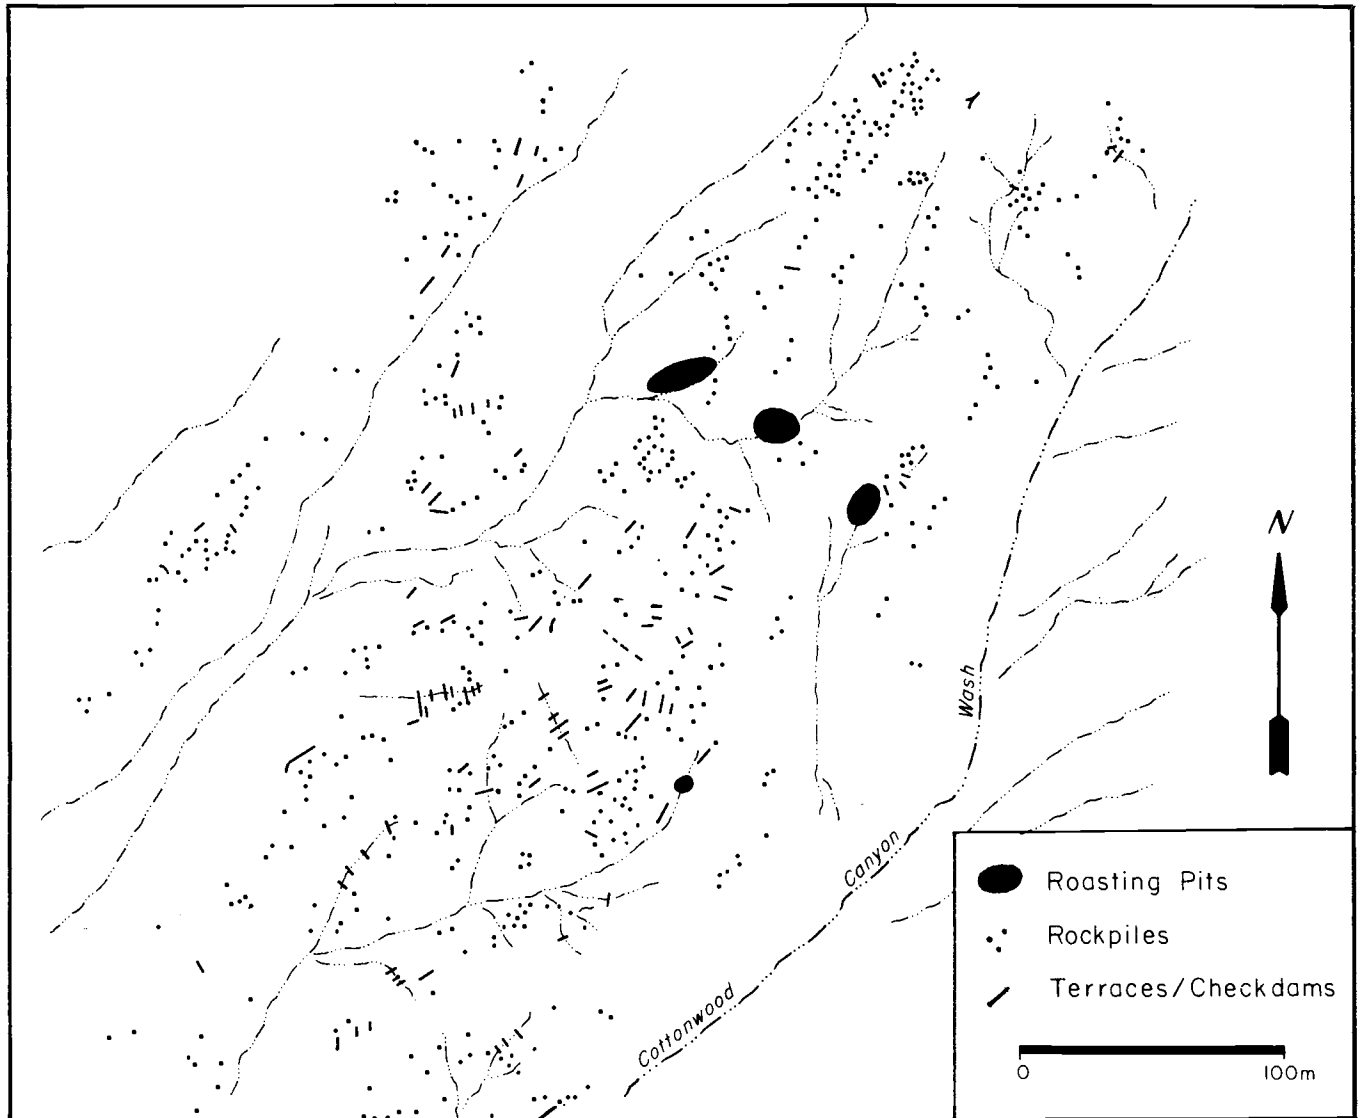 N
Wash
Canyon
Cottonwood
Roasting Pits
Rockpiles
Terraces/Checkdams
0 100m